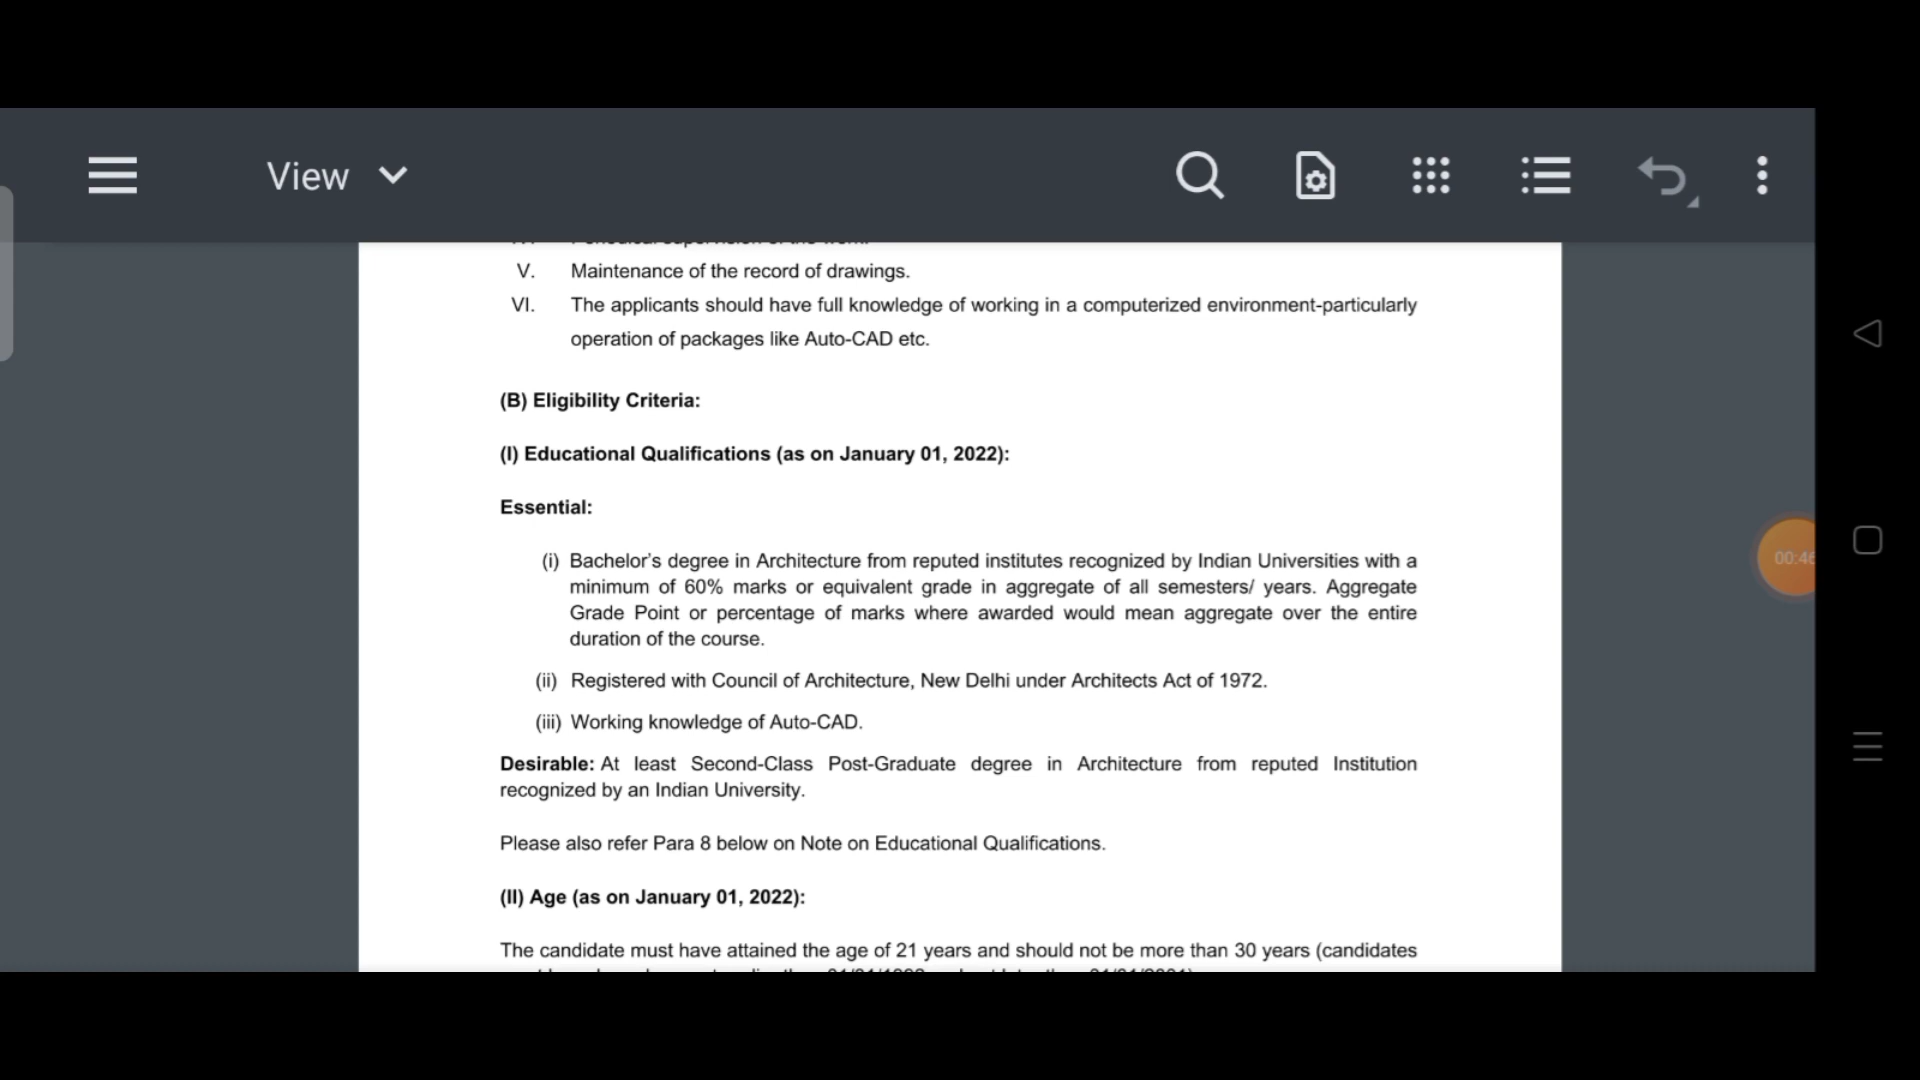 View
V. Maintenance of the record of drawings.
VI. The applicants should have full knowledge of working in a computerized environment-particularly
operation of packages like Auto-CAD etc.
(B) Eligibility Criteria:
(I) Educational Qualifications (as on January 01, 2022):
Essential:
(i) Bachelor's degree in Architecture from reputed institutes recognized by Indian Universities with a
minimum of 60% marks or equivalent grade in aggregate of all semesters/ years. Aggregate
Grade Point or percentage of marks where awarded would mean aggregate over the entire
duration of the course.
(ii) Registered with Council of Architecture, New Delhi under Architects Act of 1972.
(iii) Working knowledge of Auto-CAD.
Desirable: At least Second-Class Post-Graduate degree in Architecture from reputed Institution
recognized by an Indian University.
Please also refer Para 8 below on Note on Educational Qualifications.
(II) Age (as on January 01, 2022):
The candidate must have attained the age of 21 years and should not be more than 30 years (candidates
00:46